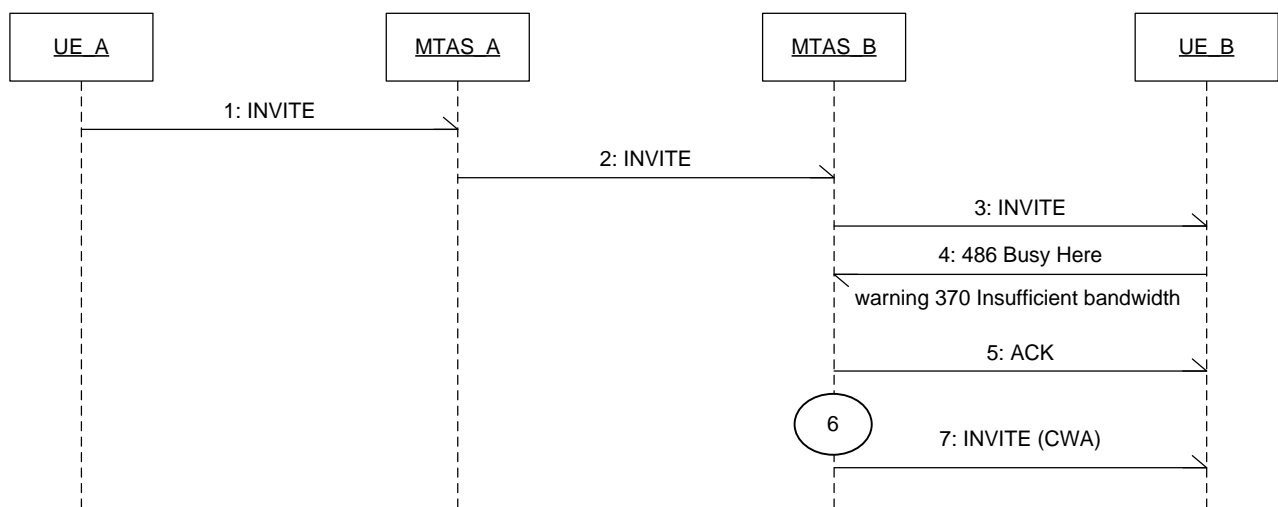 UE_A
MTAS_A
MTAS_B
UE_B
1: INVITE
2: INVITE
3: INVITE
4: 486 Busy Here
warning 370 Insufficient bandwidth
5: ACK
6
7: INVITE (CWA)